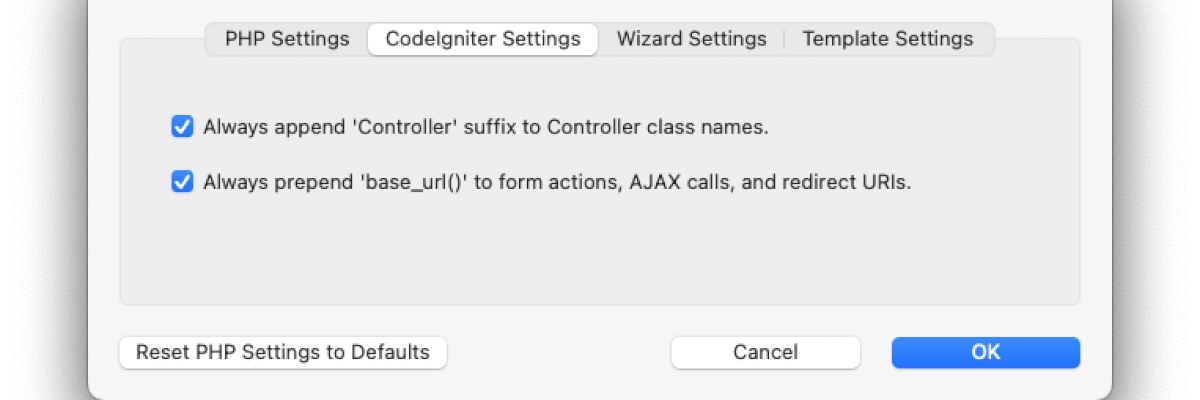 PHP Settings CodeIgniter Settings Wizard Settings Template Settings
Always append 'Controller' suffix to Controller class names.
Always prepend 'base_url()' to form actions, AJAX calls, and redirect URIs.
Reset PHP Settings to Defaults Cancel OK